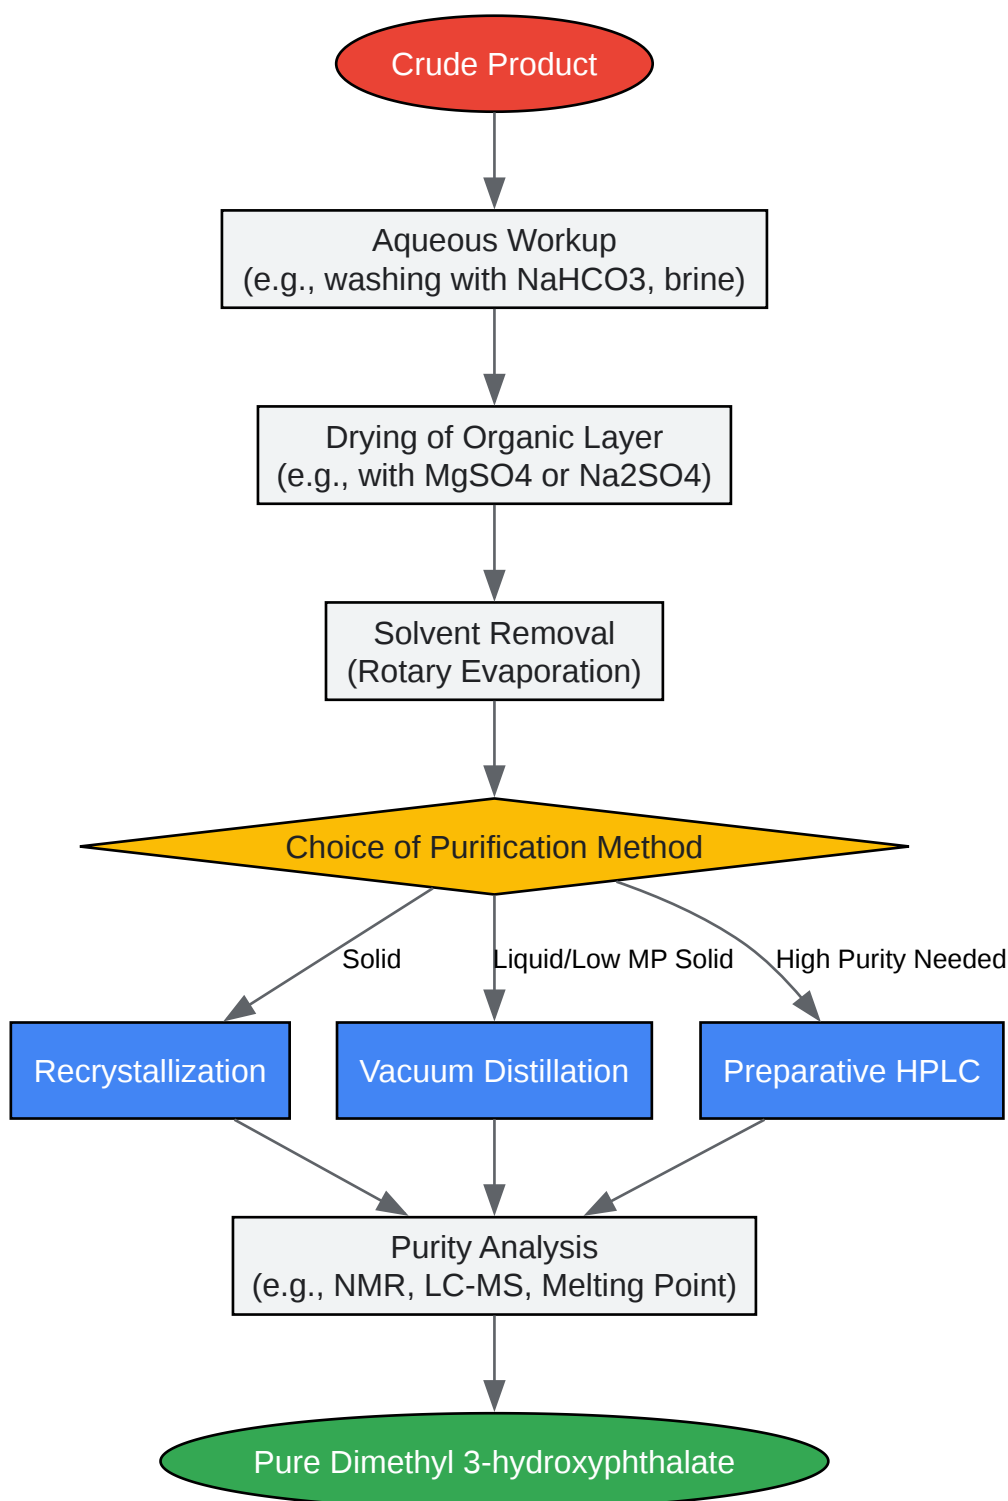 Crude Product
Aqueous Workup
(e.g., washing with NaHCO3, brine)
Drying of Organic Layer
(e.g., with MgSO4 or Na2SO4)
Solvent Removal
(Rotary Evaporation)
Choice of Purification Method
Solid
Liquid/Low MP Solid
High Purity Needed
Recrystallization
Vacuum Distillation
Preparative HPLC
Purity Analysis
(e.g., NMR, LC-MS, Melting Point)
Pure Dimethyl 3-hydroxyphthalate